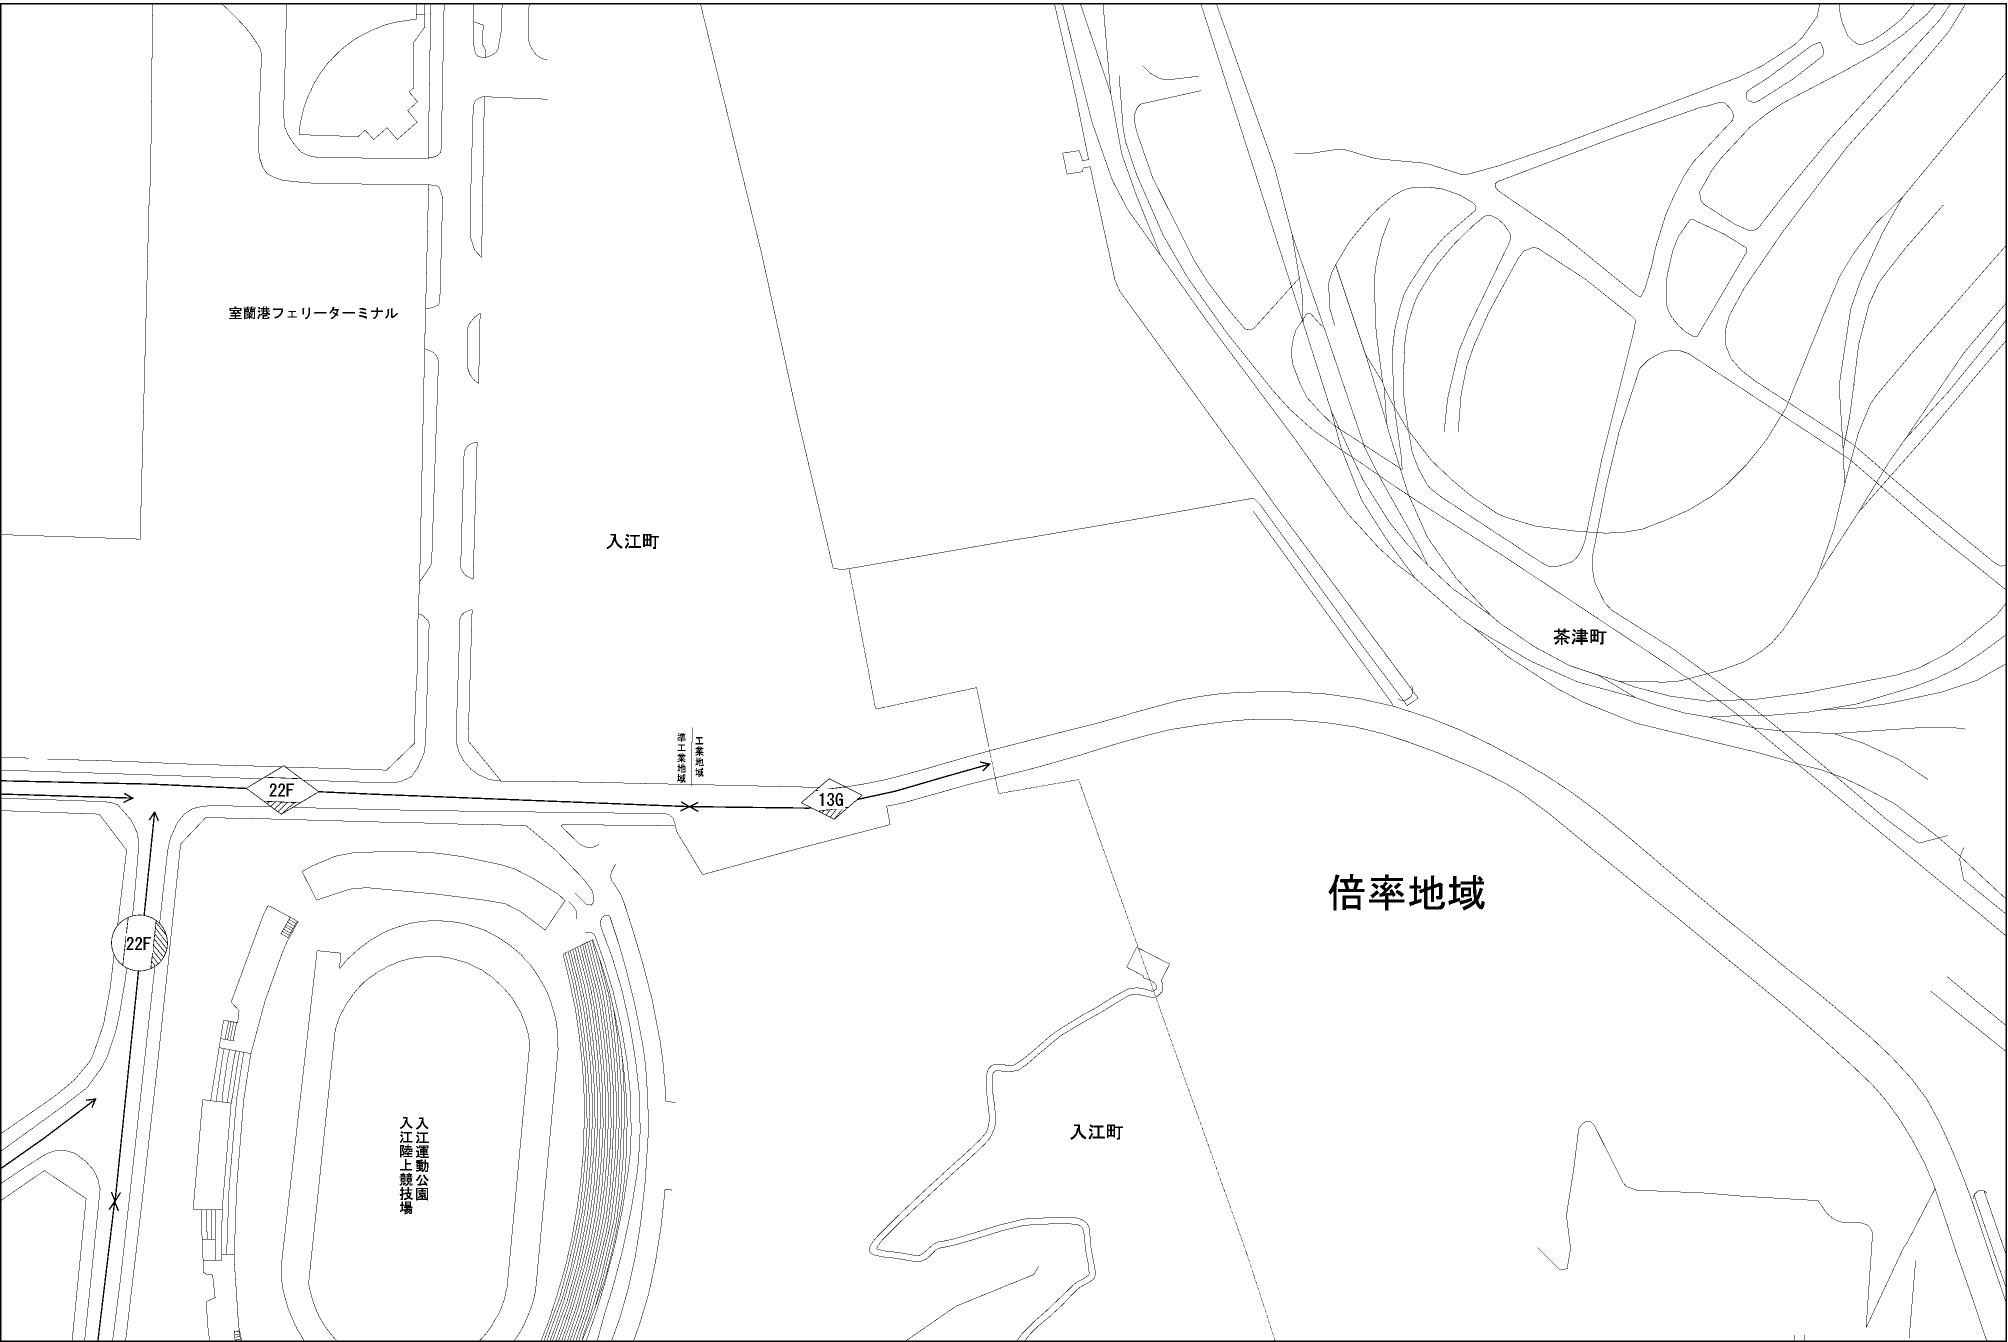 室蘭港フェリーターミナル
入江町
茶津町
工業地域
準工業地域
22F
13G
倍率地域
22F
入江運動公園
入江陸上競技場
入江町